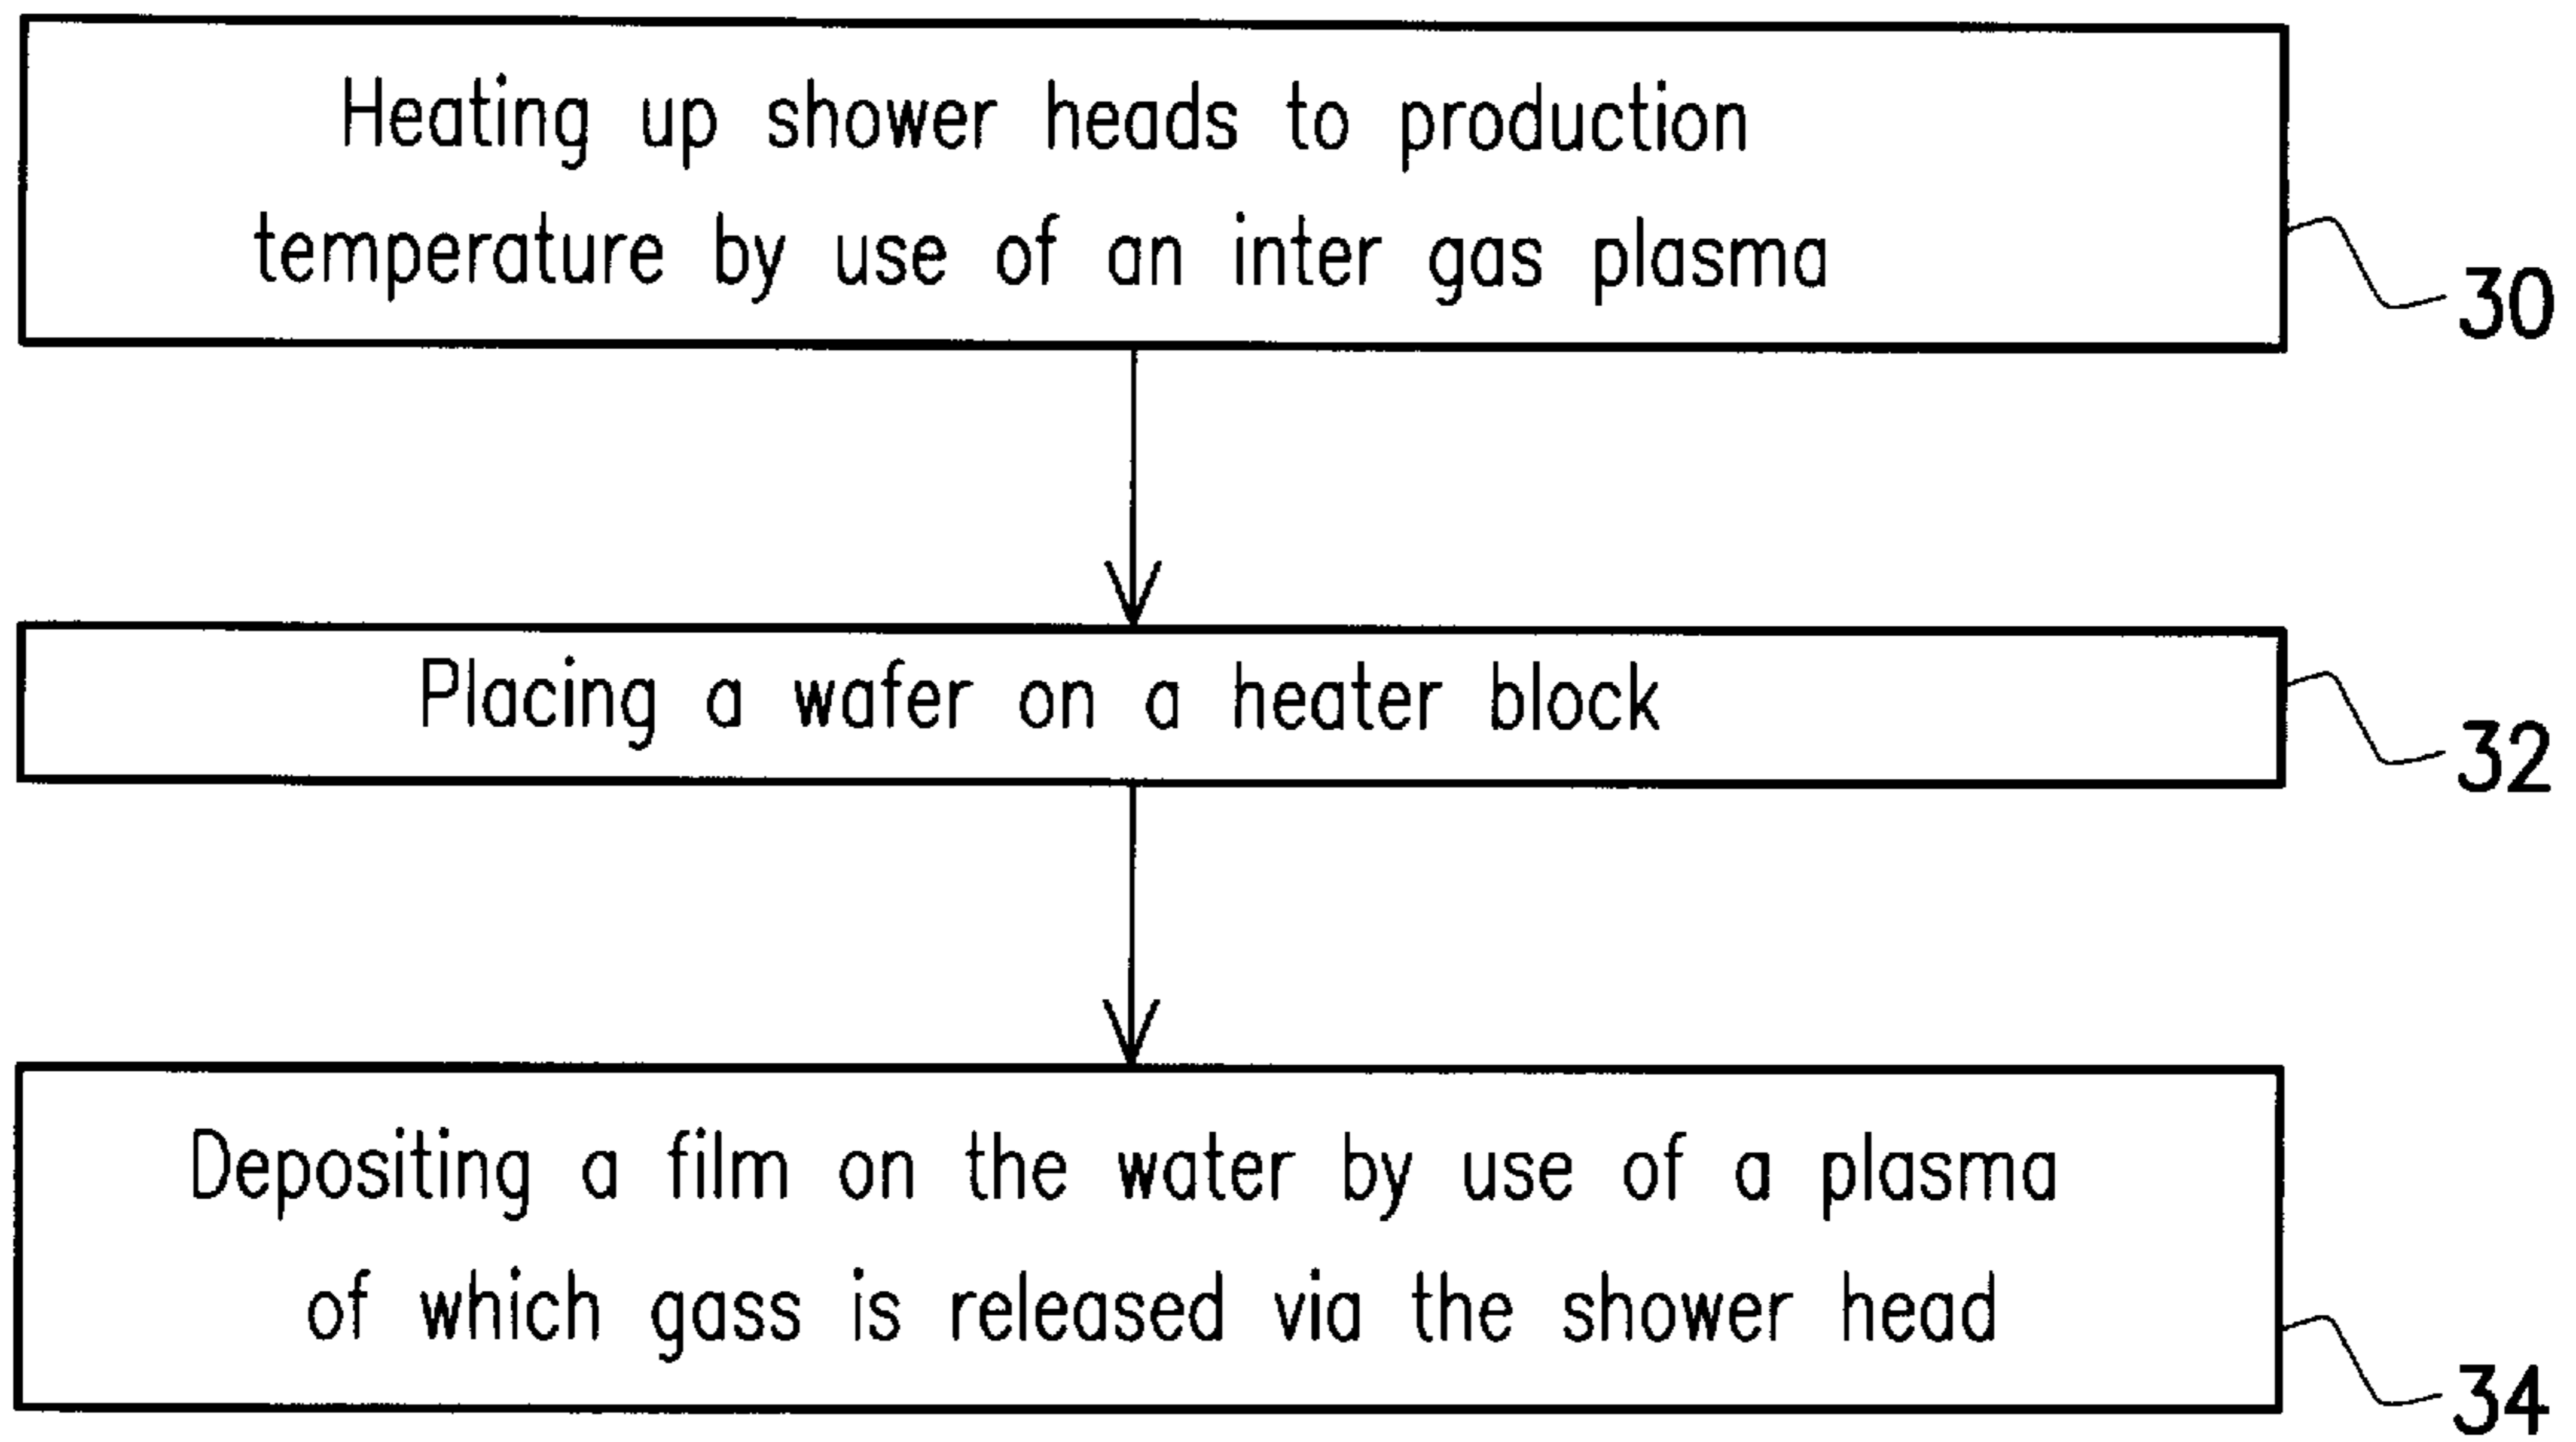 Heating up shower heads to production
temperature by use of an inter gas plasma
30
Placing a wafer on a heater block
32
Depositing a film on the water by use of a plasma
of which gass is released via the shower head
34